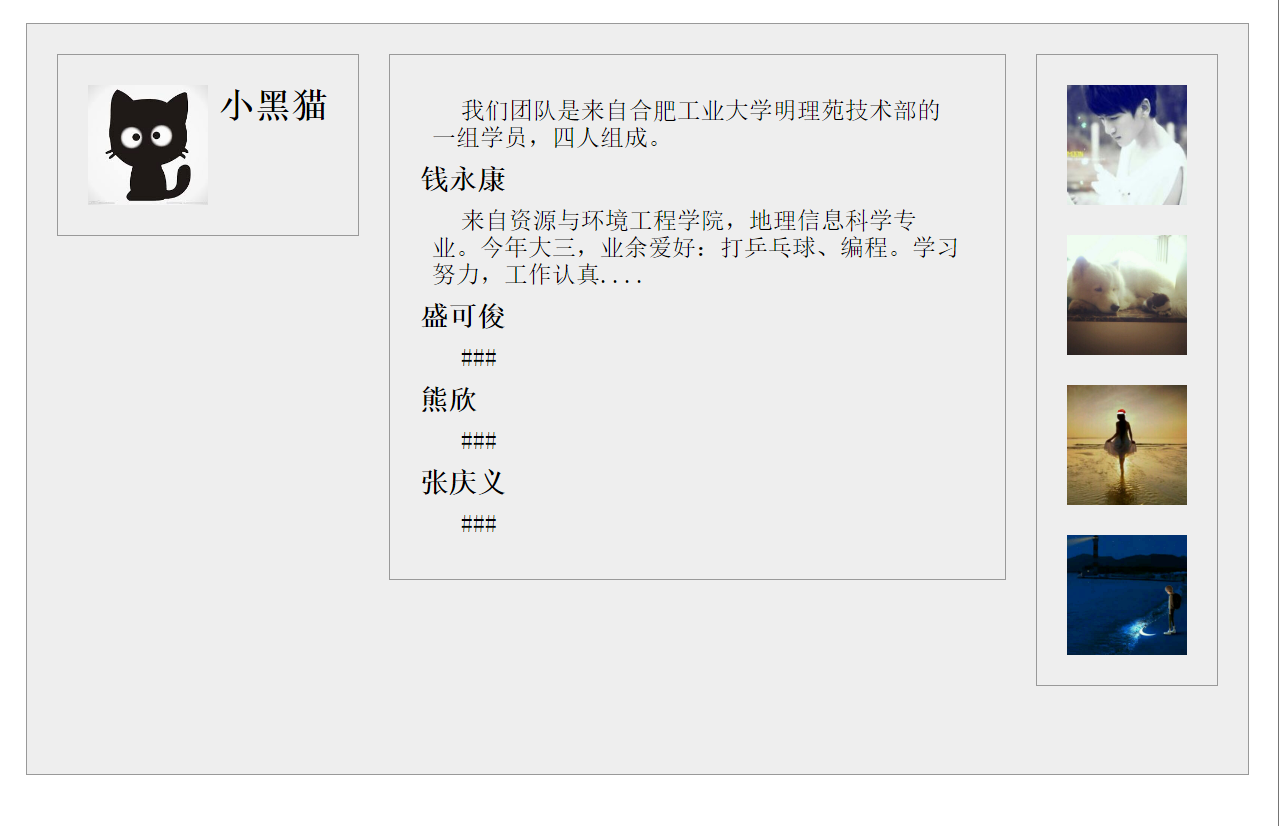 小黑猫
我们团队是来自合肥工业大学明理苑技术部的
一组学员，四人组成。
钱永康
来自资源与环境工程学院，地理信息科学专
业。今年大三，业余爱好：打乒乓球、编程。学习
努力，工作认真....
盛可俊
###
熊欣
###
张庆义
###